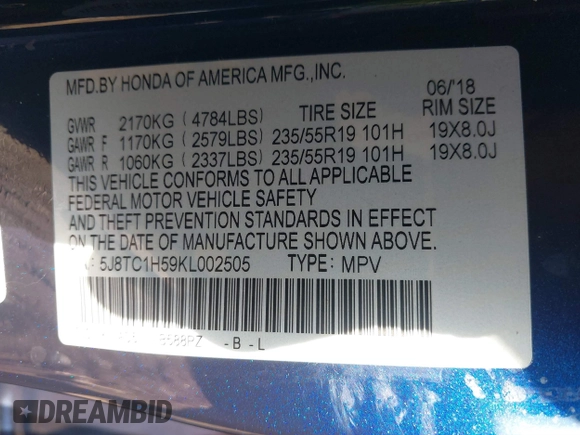 MFD.BY HONDA OF AMERICA MFG.,INC.
06/'18
GVWR 2170KG (4784LBS) TIRE SIZE RIM SIZE
GAWR F 1170KG (2579LBS) 235/55R19 101H 19X8.0J
GAWR R 1060KG (2337LBS) 235/55R19 101H 19X8.0J
THIS VEHICLE CONFORMS TO ALL APPLICABLE
FEDERAL MOTOR VEHICLE SAFETY
AND THEFT PREVENTION STANDARDS IN EFFECT
ON THE DATE OF MANUFACTURE SHOWN ABOVE.
: 5J8TC1H59KL002505 TYPE: MPV
-B-L
DREAMBID